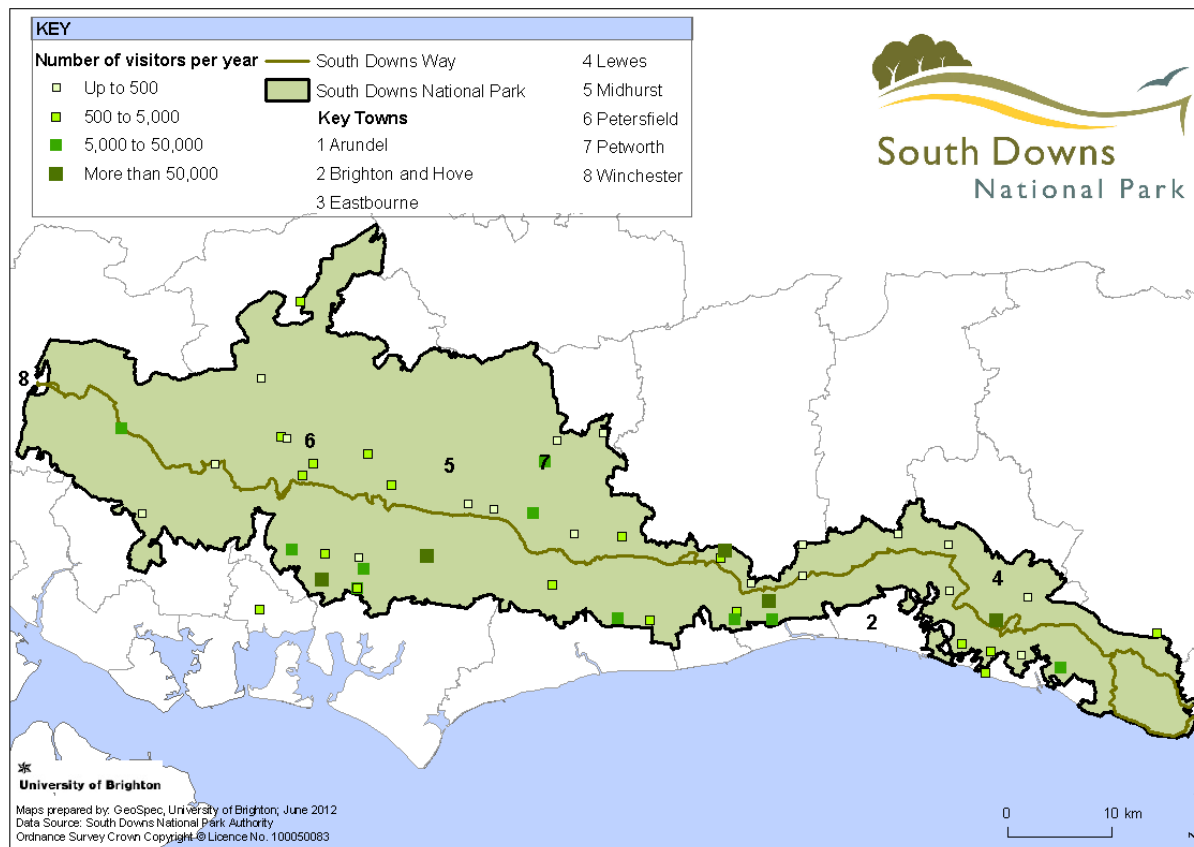 KEY
Number of visitors per year
Up to 500
500 to 5,000
5,000 to 50,000
More than 50,000
South Downs Way
South Downs National Park
Key Towns
1 Arundel
2 Brighton and Hove
3 Eastbourne
4 Lewes
5 Midhurst
6 Petersfield
7 Petworth
8 Winchester
South Downs
National Park
8
6
5
7
4
2
University of Brighton
Maps prepared by: GeoSpec, University of Brighton; June 2012
Data Source: South Downs National Park Authority
Ordnance Survey Crown Copyright © Licence No. 100050083
0 10 km